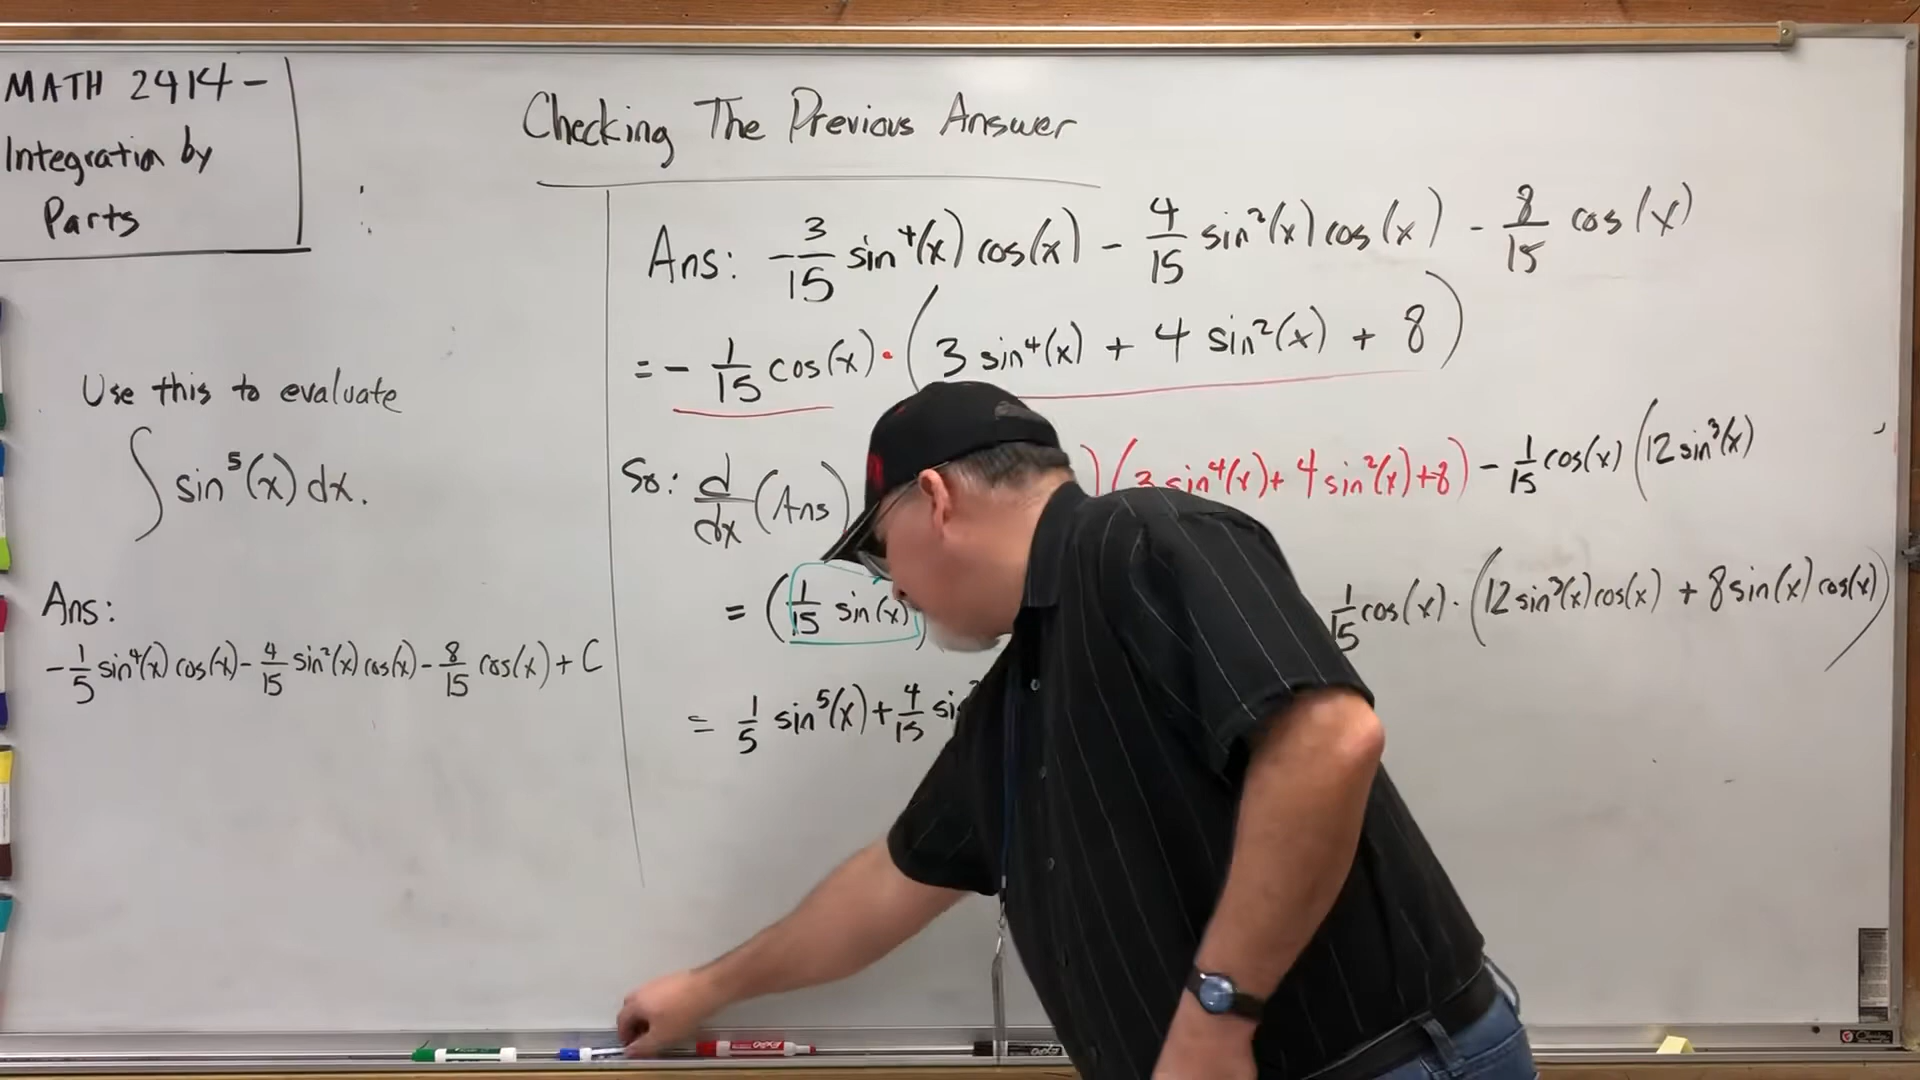 MATH 2414 -
Integration by
Parts
Checking The Previous Answer
Use this to evaluate
∫ sin⁵(x) dx.
Ans:
-1/5 sin⁴(x) cos(x) - 4/15 sin²(x) cos(x) - 8/15 cos(x) + C
Ans: -3/15 sin⁴(x) cos(x) - 4/15 sin²(x) cos(x) - 8/15 cos(x)
= - 1/15 cos(x) · (3 sin⁴(x) + 4 sin²(x) + 8)
So: d/dx (Ans) )(3 sin⁴(x) + 4 sin²(x) + 8) - 1/15 cos(x) (12 sin³(x)
= (1/15 sin(x)) 1/15 cos(x) · (12 sin³(x) cos(x) + 8 sin(x) cos(x))
= 1/5 sin⁵(x) + 4/15
EXPO